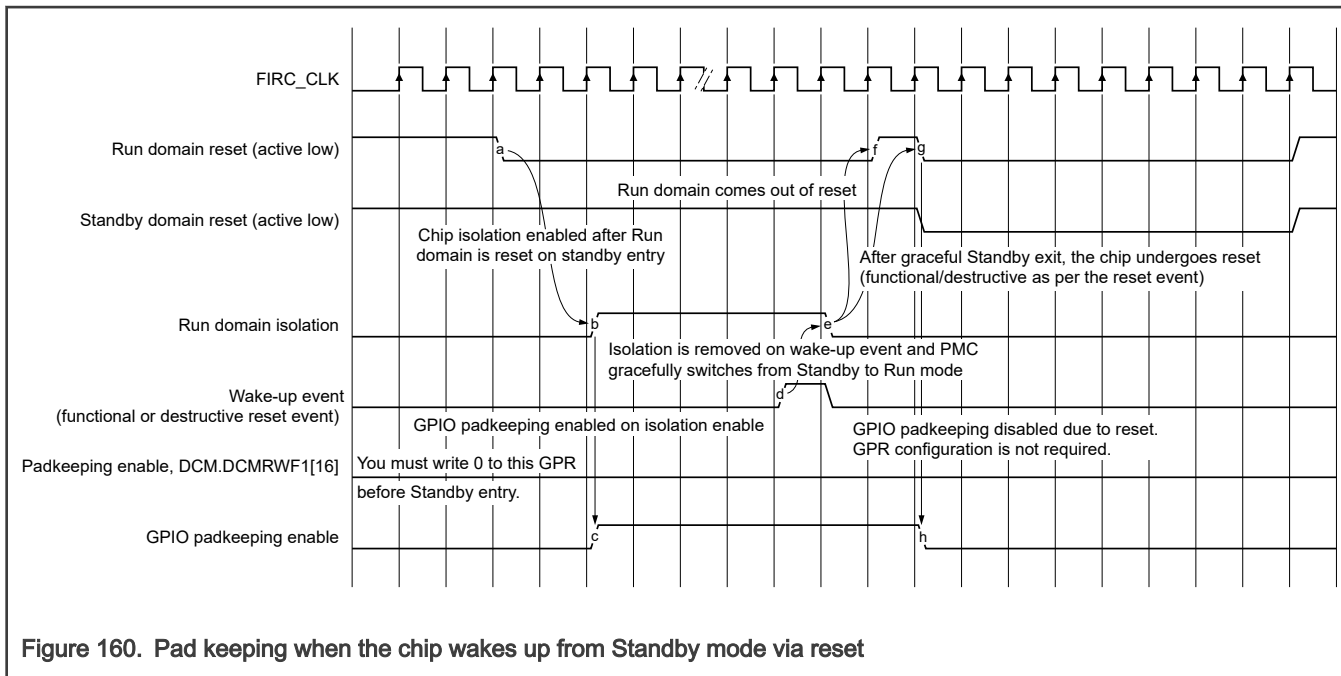 FIRC_CLK
Run domain reset (active low)
a
f
g
Run domain comes out of reset
Standby domain reset (active low)
Chip isolation enabled after Run
domain is reset on standby entry
After graceful Standby exit, the chip undergoes reset
(functional/destructive as per the reset event)
Run domain isolation
b
e
Isolation is removed on wake-up event and PMC
gracefully switches from Standby to Run mode
Wake-up event
(functional or destructive reset event)
d
GPIO padkeeping enabled on isolation enable
GPIO padkeeping disabled due to reset.
GPR configuration is not required.
Padkeeping enable, DCM.DCMRWF1[16]
You must write 0 to this GPR
before Standby entry.
GPIO padkeeping enable
c
h
Figure 160. Pad keeping when the chip wakes up from Standby mode via reset